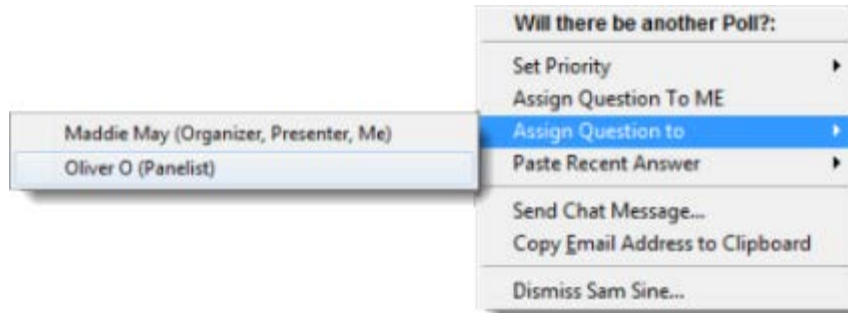 Will there be another Poll?:
Set Priority
Assign Question To ME
Assign Question to
Paste Recent Answer
Send Chat Message...
Copy Email Address to Clipboard
Dismiss Sam Sine...
Maddie May (Organizer, Presenter, Me)
Oliver O (Panelist)